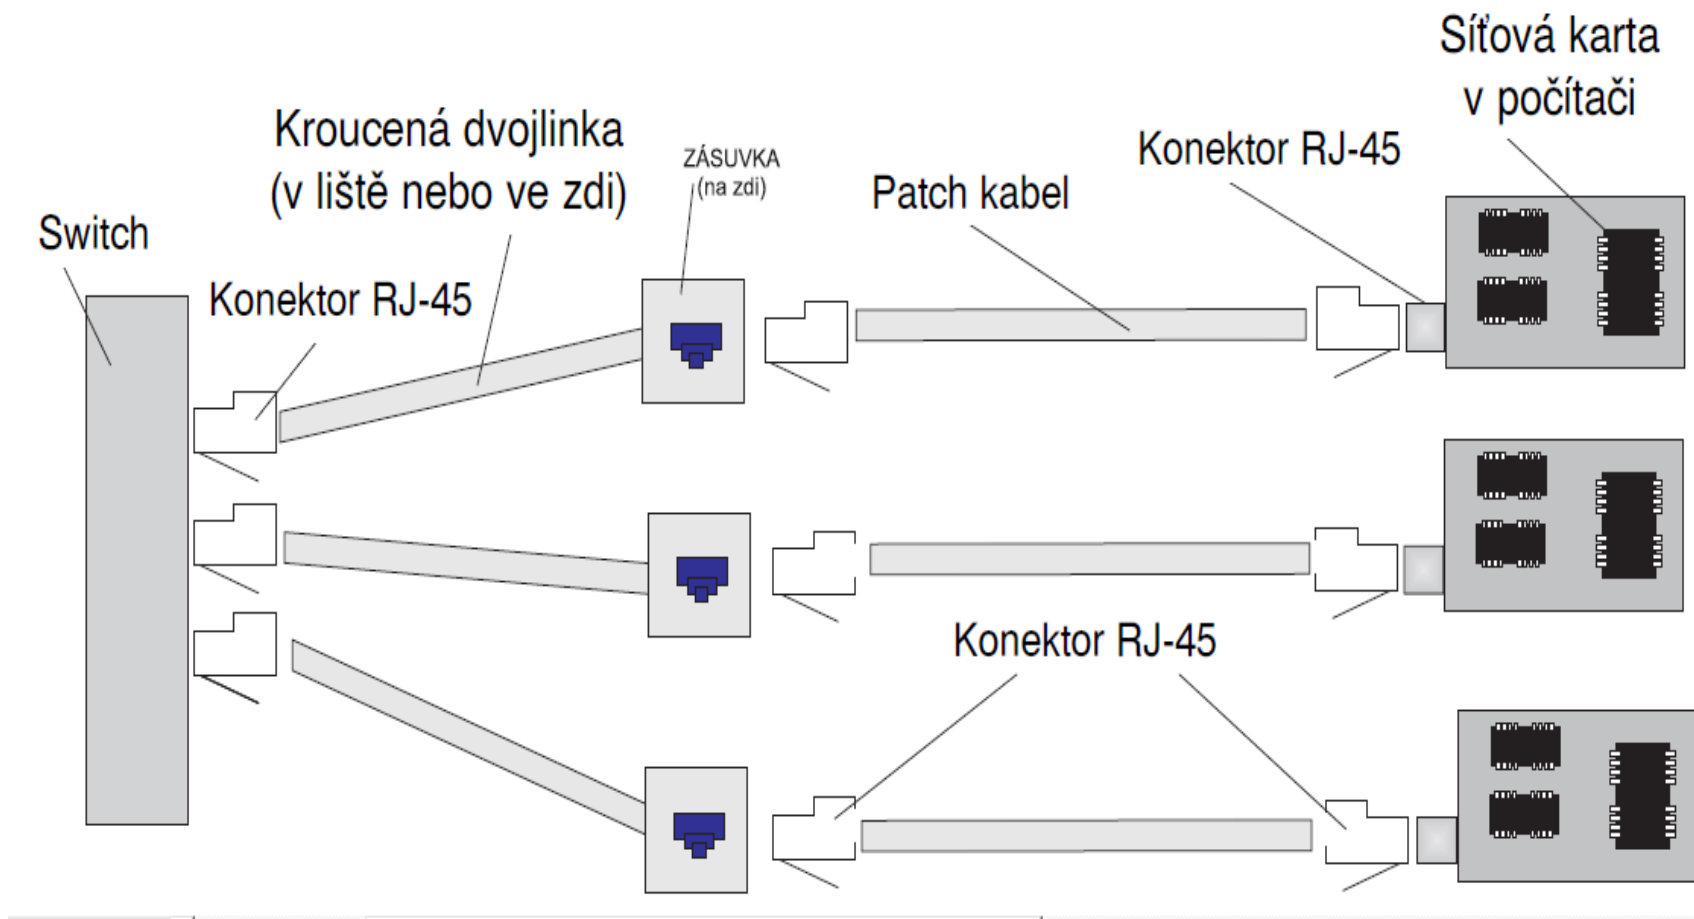 Síťová karta
v počítači
Kroucená dvojlinka
(v liště nebo ve zdi)
ZÁSUVKA
(na zdi)
Konektor RJ-45
Patch kabel
Switch
Konektor RJ-45
Konektor RJ-45